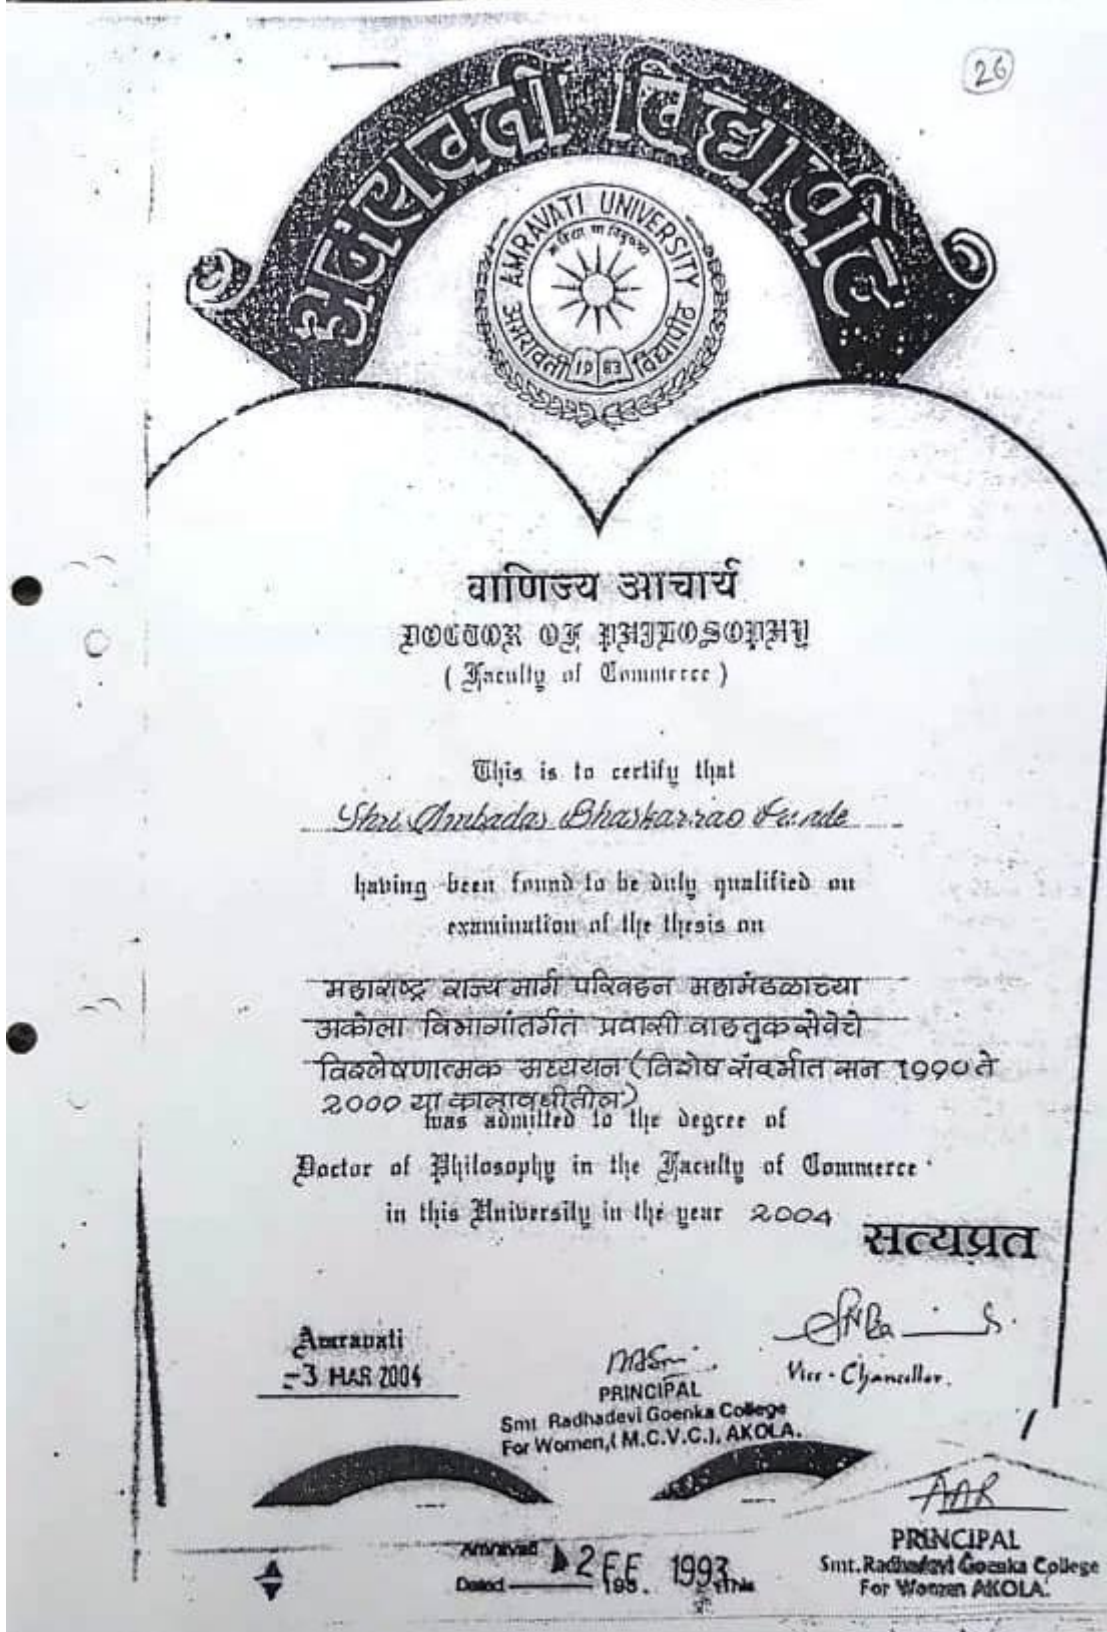 26
अमरावती विद्यापीठ
AMRAVATI UNIVERSITY
अमरावती विद्यापीठ
1983
वाणिज्य आचार्य
DOCTOR OF PHILOSOPHY
( Faculty of Commerce )
This is to certify that
Shri Ambadas Bhaskarrao
having been found to be duly qualified on
examination of the thesis on
महाराष्ट्र राज्य मार्ग परिवहन महामंडळाच्या
अकोला विभागांतर्गत प्रवासी वाहतुक सेवेचे
विश्लेषणात्मक अध्ययन (विशेष संदर्भात सन 1990 ते
2000 या कालावधीतील)
was admitted to the degree of
Doctor of Philosophy in the Faculty of Commerce
in this University in the year 2004
सत्यप्रत
Amravati
-3 MAR 2004
Vice-Chancellor.
PRINCIPAL
Smt Radhadevi Goenka College
For Women,( M.C.V.C.), AKOLA.
PRINCIPAL
Smt. Radhadevi Goenka College
For Women AKOLA.
Amravati
Dated 2 1993 This